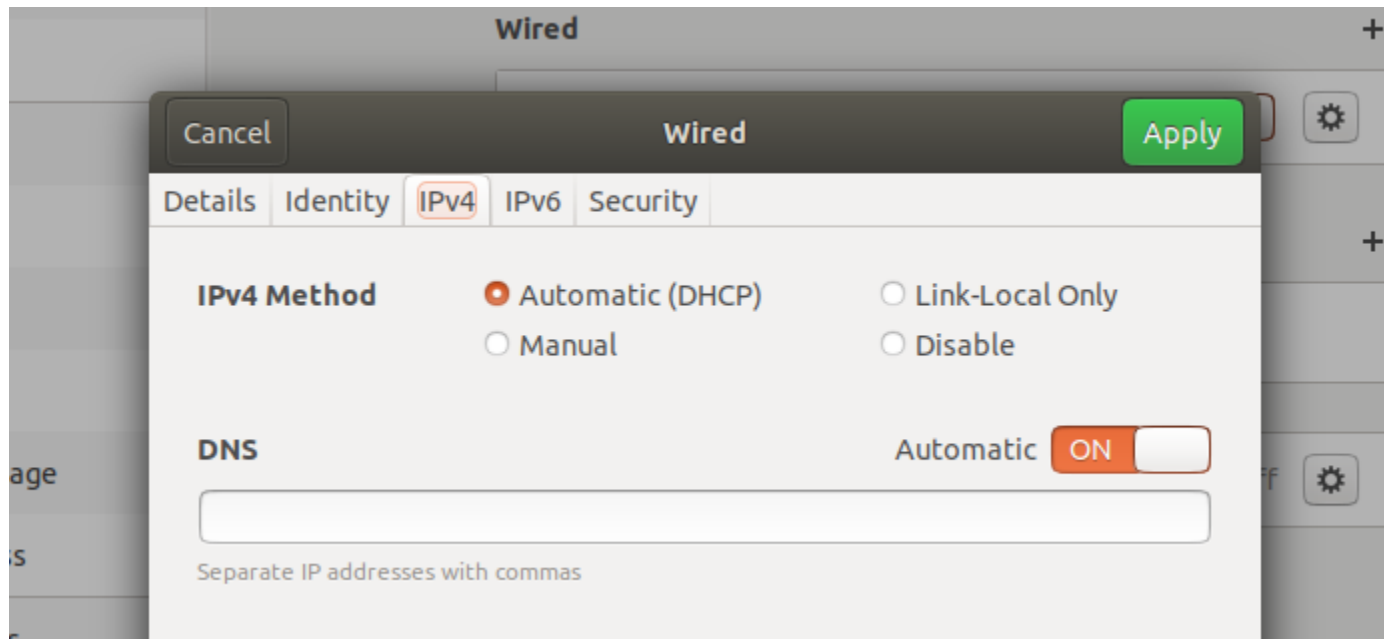 Wired
Cancel Wired Apply
Details Identity IPv4 IPv6 Security
IPv4 Method Automatic (DHCP) Link-Local Only
Manual Disable
DNS Automatic ON
age
Separate IP addresses with commas